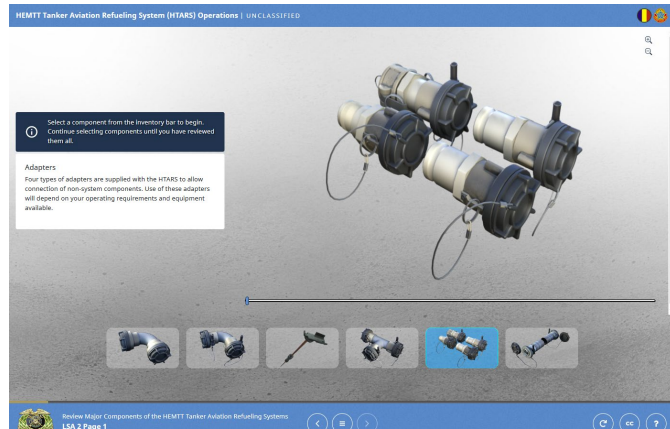 HEMTT Tanker Aviation Refueling System (HTARS) Operations | UNCLASSIFIED
Select a component from the inventory bar to begin.
Continue selecting components until you have reviewed
them all.
Adapters
Four types of adapters are supplied with the HTARS to allow
connection of non-system components. Use of these adapters
will depend on your operating requirements and equipment
available.
Review Major Components of the HEMTT Tanker Aviation Refueling Systems
LSA 2 Page 1
CC
?